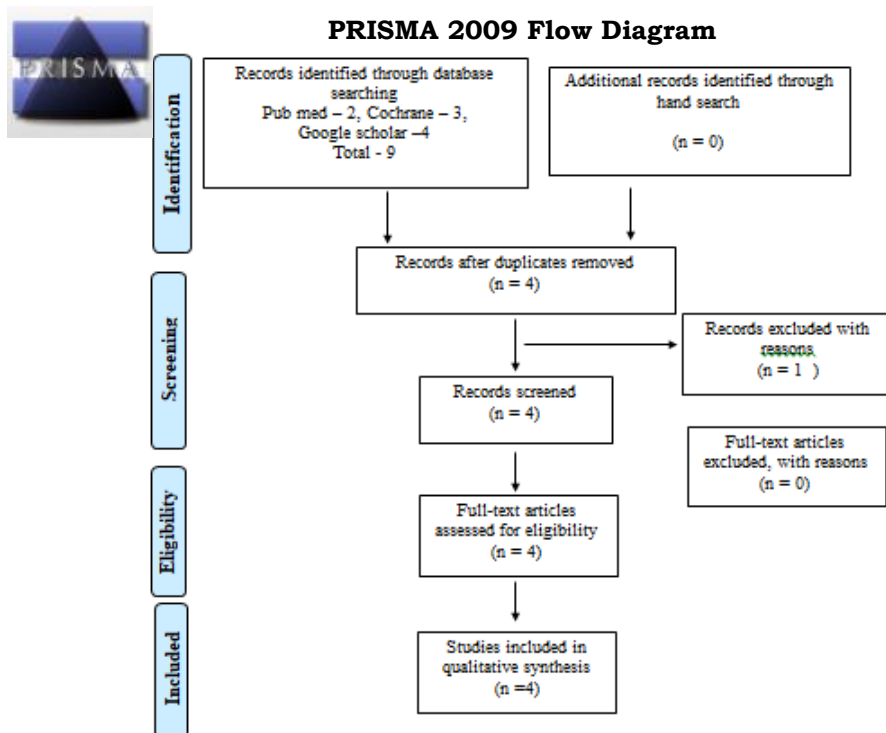 PRISMA 2009 Flow Diagram
PRISMA
Identification
Records identified through database
searching
Pub med – 2, Cochrane – 3,
Google scholar –4
Total - 9
Additional records identified through
hand search
(n = 0)
Records after duplicates removed
(n = 4)
Screening
Records excluded with
reasons
(n = 1 )
Records screened
(n = 4)
Full-text articles
excluded, with reasons
(n = 0)
Eligibility
Full-text articles
assessed for eligibility
(n = 4)
Included
Studies included in
qualitative synthesis
(n =4)